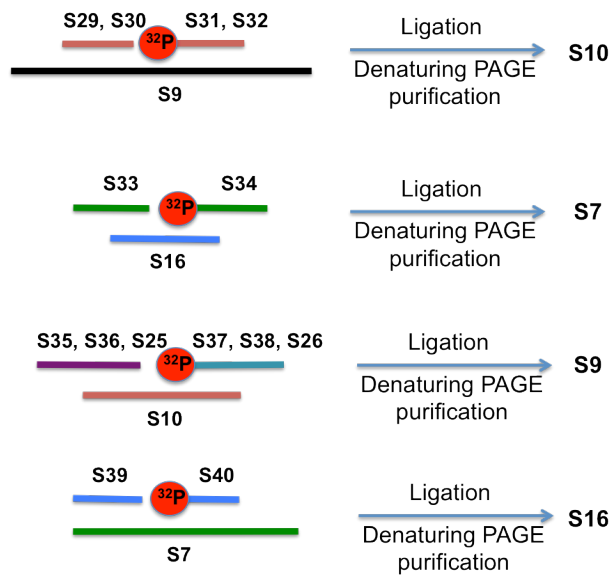 S29, S30 S31, S32
³²P
S9
Ligation
Denaturing PAGE
purification
S10
S33 S34
³²P
S16
Ligation
Denaturing PAGE
purification
S7
S35, S36, S25 S37, S38, S26
³²P
S10
Ligation
Denaturing PAGE
purification
S9
S39 S40
³²P
S7
Ligation
Denaturing PAGE
purification
S16